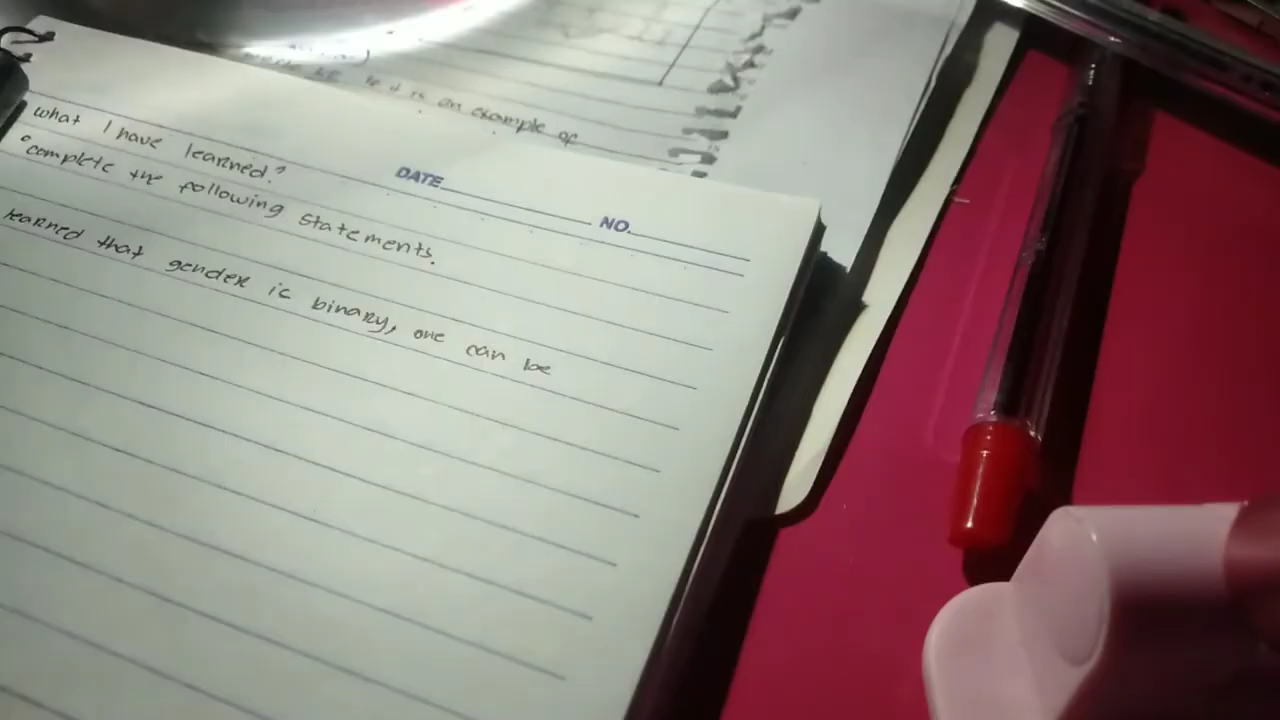 it is an example of
what I have learned?
DATE NO.
complete the following statements.
learned that gender is binary, one can be